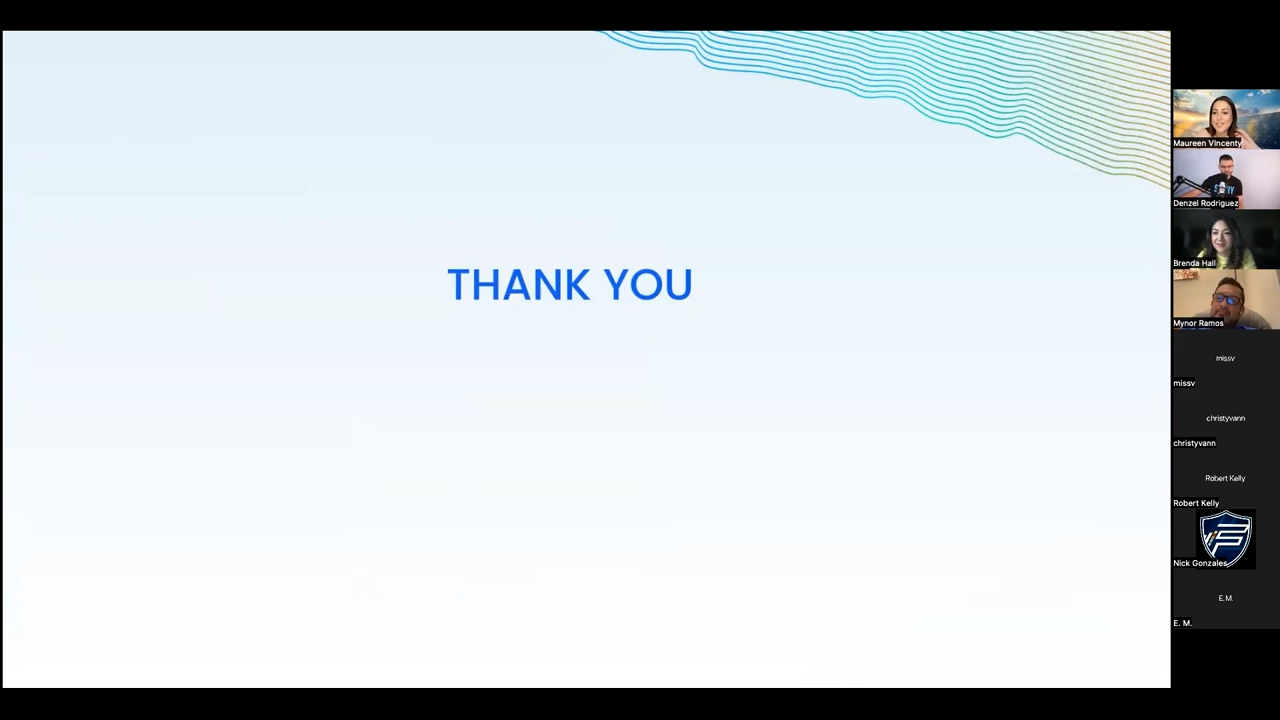 THANK YOU
Maureen VIncenty
Denzel Rodriguez
Brenda Hall
Mynor Ramos
missv
missv
christyvann
christyvann
Robert Kelly
Robert Kelly
Nick Gonzales
E. M.
E. M.